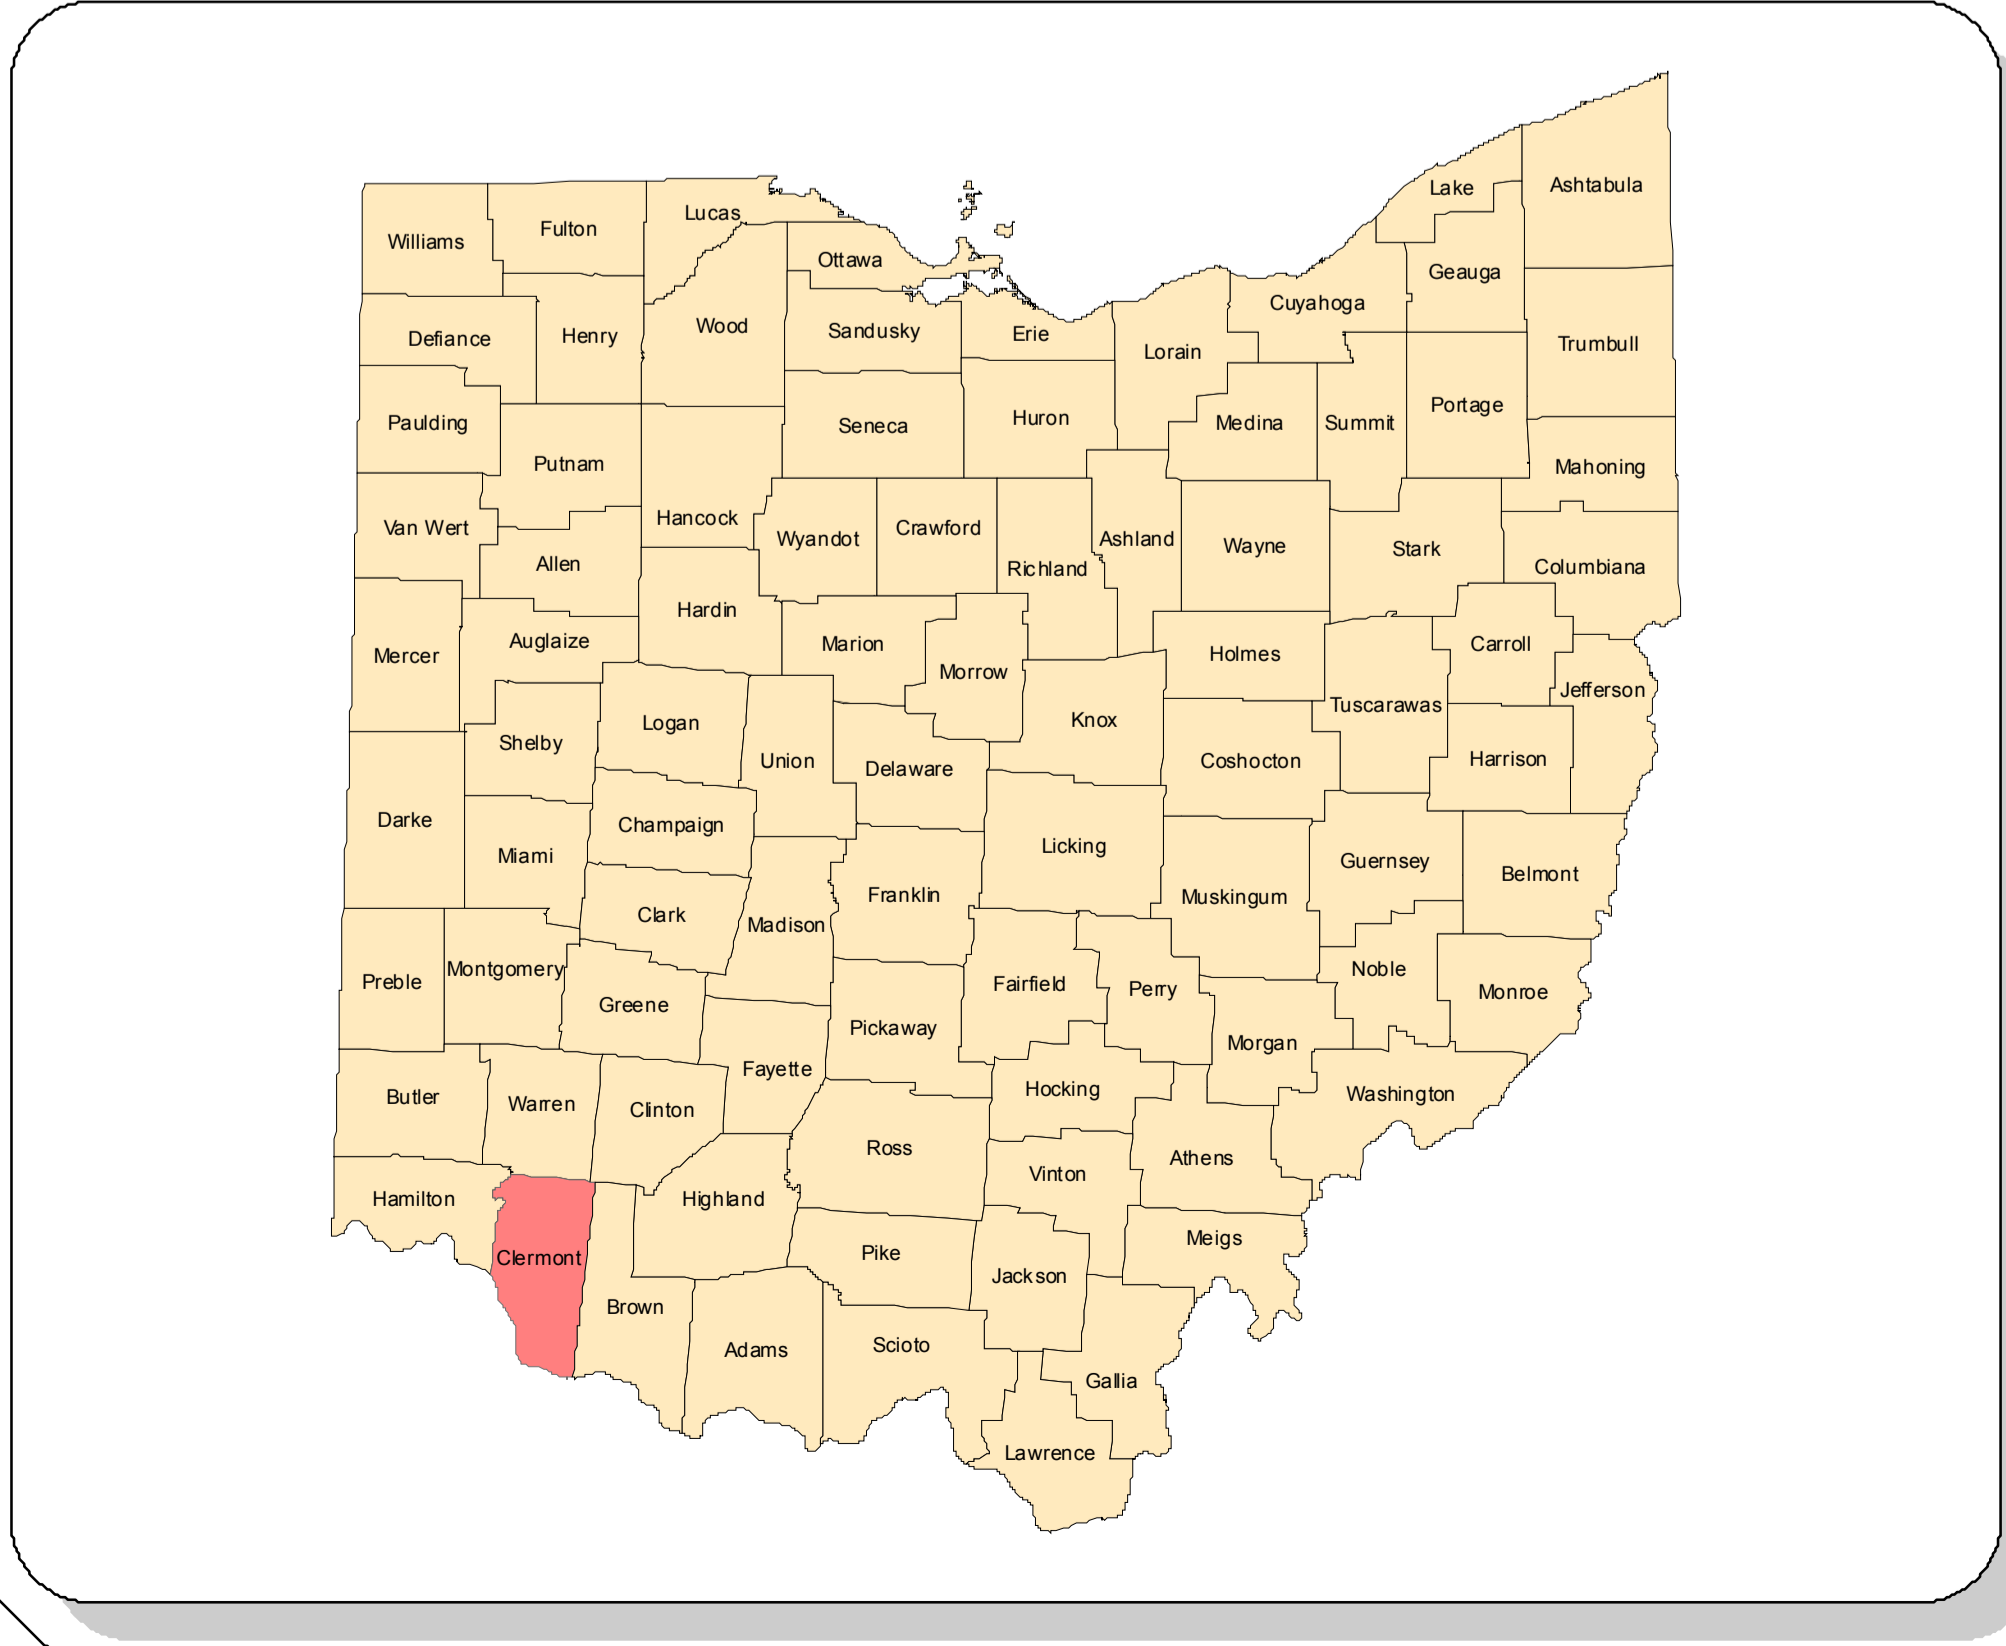 Ashtabula
Lake
Lucas
Fulton
Williams
Ottawa
Geauga
Cuyahoga
Wood
Sandusky
Erie
Henry
Defiance
Trumbull
Lorain
Portage
Huron
Paulding
Medina
Summit
Seneca
Putnam
Mahoning
Hancock
Van Wert
Crawford
Wyandot
Ashland
Wayne
Stark
Allen
Richland
Columbiana
Hardin
Auglaize
Marion
Carroll
Mercer
Holmes
Morrow
Jefferson
Tuscarawas
Logan
Knox
Shelby
Union
Coshocton
Harrison
Delaware
Darke
Champaign
Licking
Miami
Guernsey
Belmont
Franklin
Muskingum
Clark
Madison
Montgomery
Noble
Preble
Fairfield
Perry
Monroe
Greene
Pickaway
Morgan
Fayette
Hocking
Washington
Butler
Warren
Clinton
Ross
Athens
Vinton
Hamilton
Highland
Meigs
Pike
Clermont
Jackson
Brown
Scioto
Adams
Gallia
Lawrence